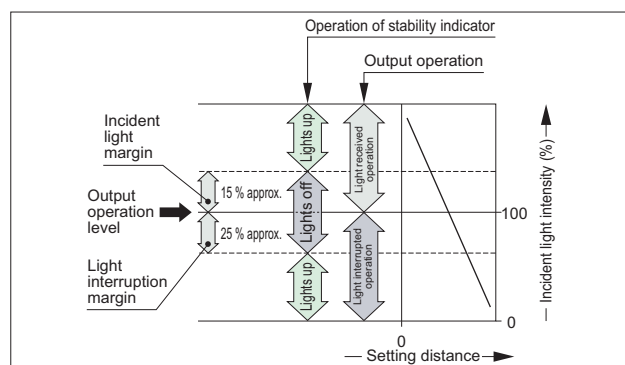 Operation of stability indicator
Output operation
Incident
light
margin
Output
operation
level
Light
interruption
margin
15 % approx.
25 % approx.
Lights up
Lights off
Lights up
Light received
operation
Light interrupted
operation
100
0
Incident light intensity (%)
0
Setting distance